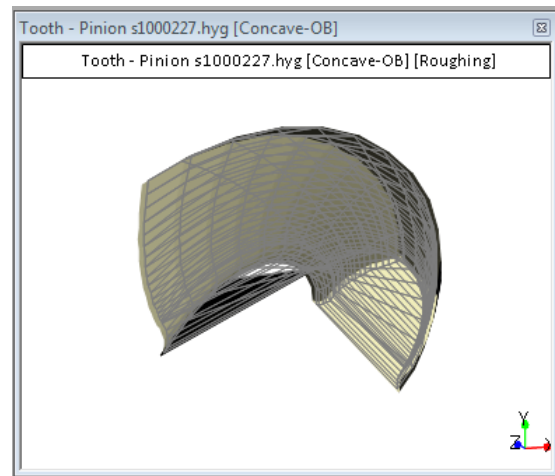 Tooth - Pinion s1000227.hyg [Concave-OB]
Tooth - Pinion s1000227.hyg [Concave-OB] [Roughing]
Y
Z